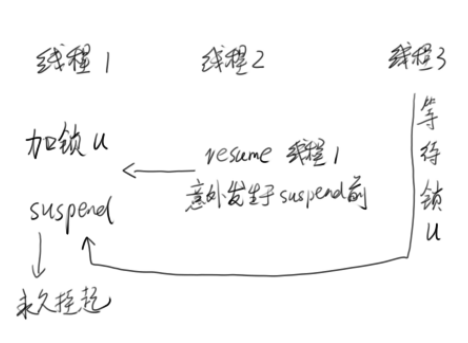 线程1
线程2
线程3
加锁u
resume 线程1
意外发生于suspend前
suspend
永久挂起
等待锁u